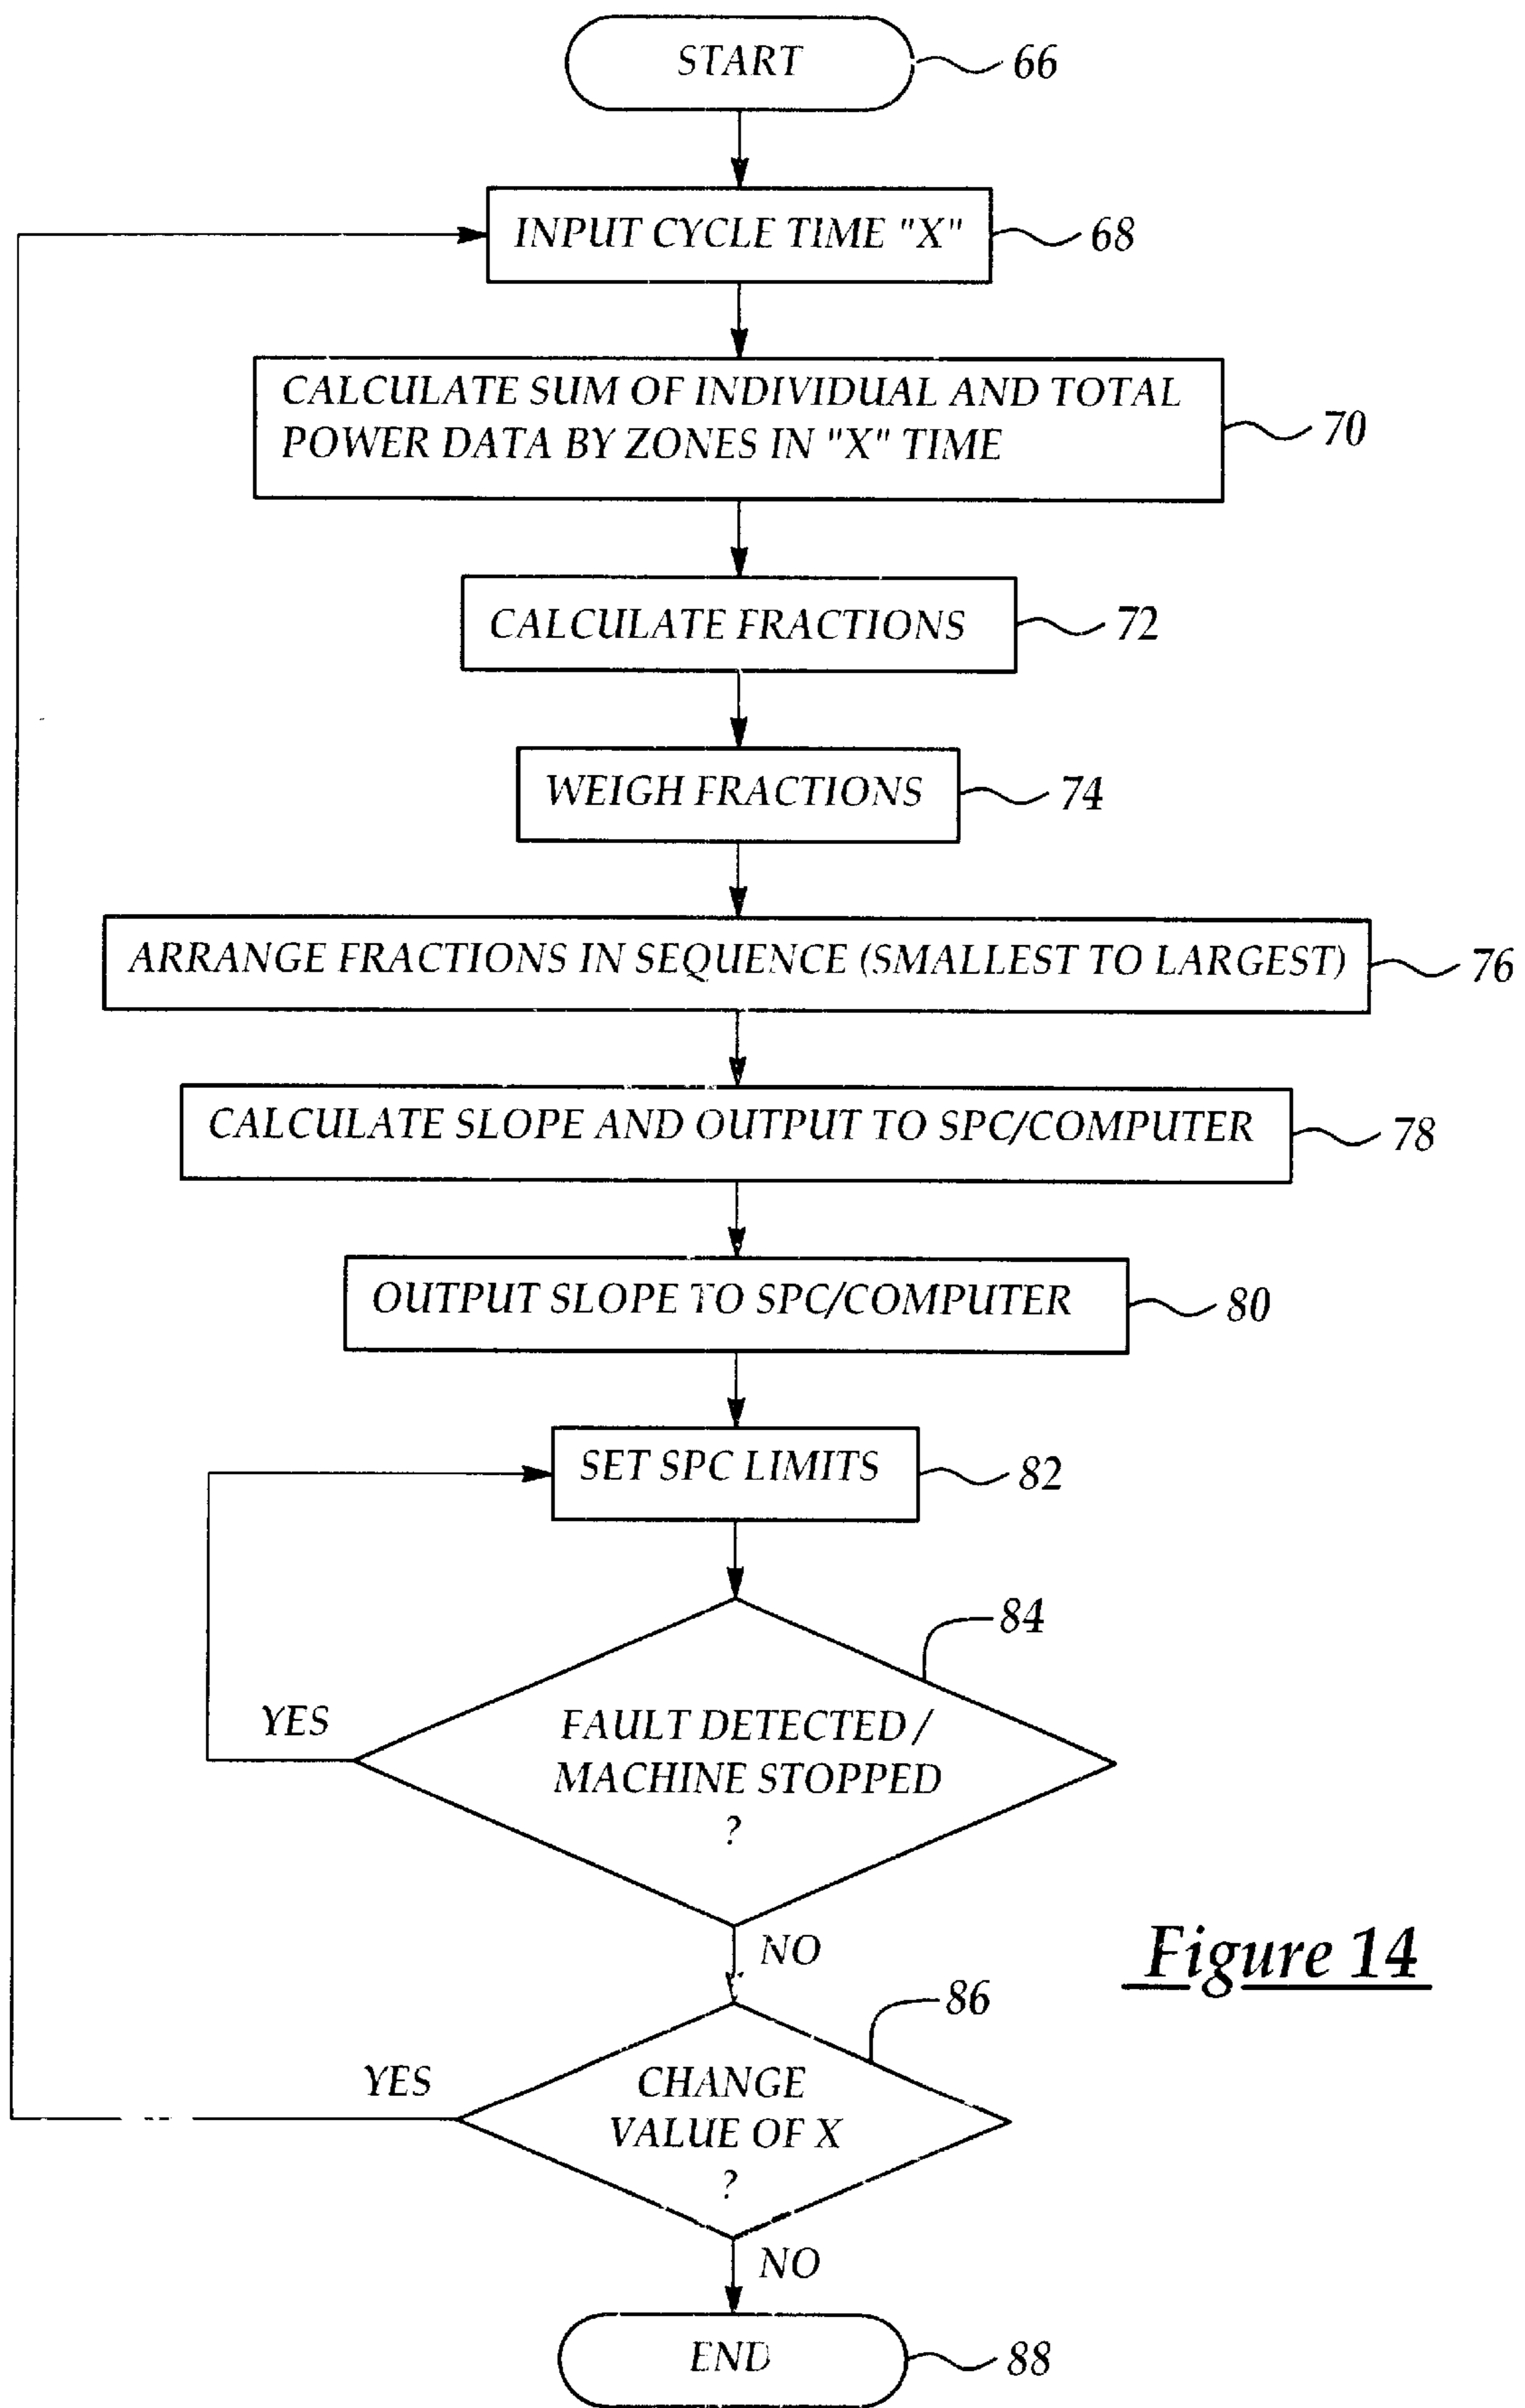 START
66
INPUT CYCLE TIME "X"
68
CALCULATE SUM OF INDIVIDUAL AND TOTAL
POWER DATA BY ZONES IN "X" TIME
70
CALCULATE FRACTIONS
72
WEIGH FRACTIONS
74
ARRANGE FRACTIONS IN SEQUENCE (SMALLEST TO LARGEST)
76
CALCULATE SLOPE AND OUTPUT TO SPC/COMPUTER
78
OUTPUT SLOPE TO SPC/COMPUTER
80
SET SPC LIMITS
82
84
YES
FAULT DETECTED /
MACHINE STOPPED
?
NO
Figure 14
86
YES
CHANGE
VALUE OF X
?
NO
END
88